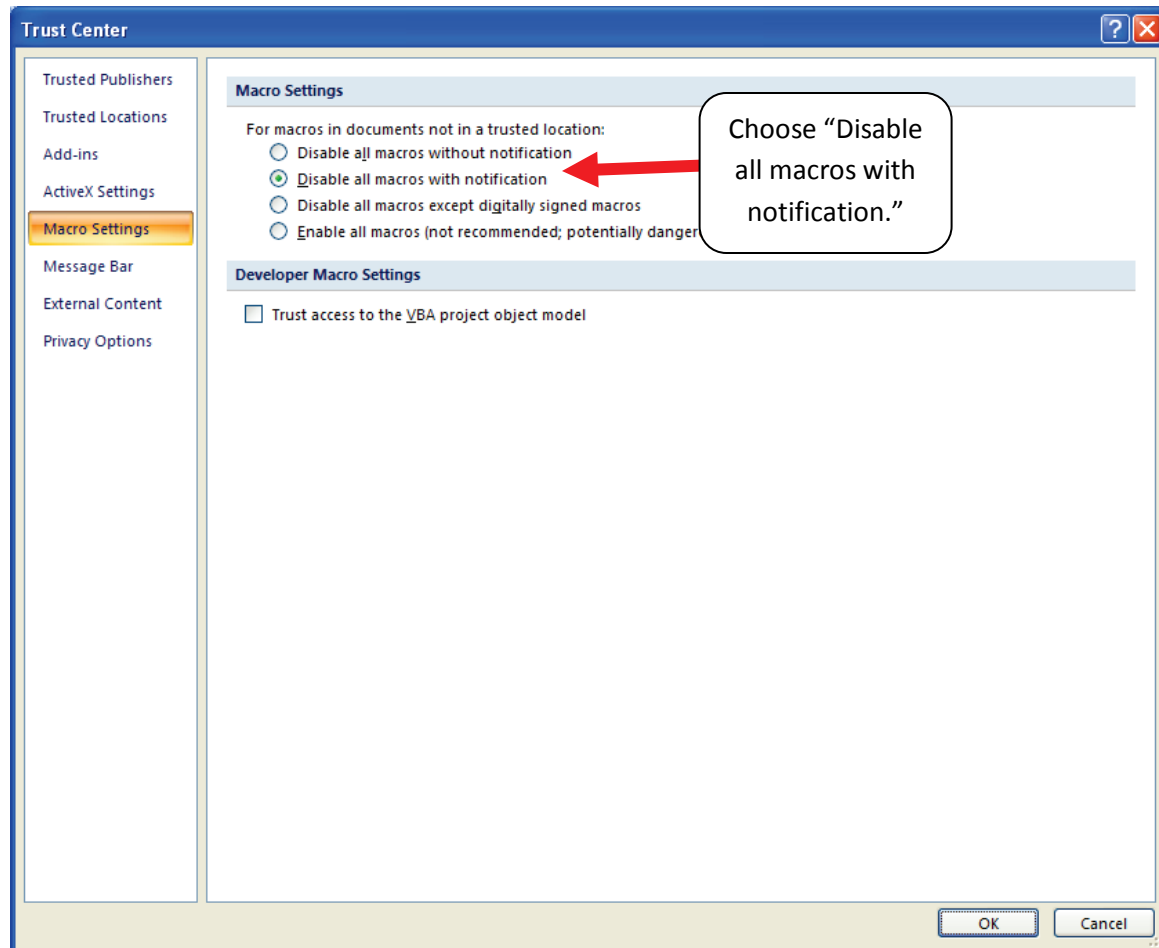 Trust Center
Trusted Publishers
Trusted Locations
Add-ins
ActiveX Settings
Macro Settings
Message Bar
External Content
Privacy Options
Macro Settings
For macros in documents not in a trusted location:
Disable all macros without notification
Disable all macros with notification
Disable all macros except digitally signed macros
Enable all macros (not recommended; potentially danger
Choose “Disable
all macros with
notification.”
Developer Macro Settings
Trust access to the VBA project object model
OK
Cancel